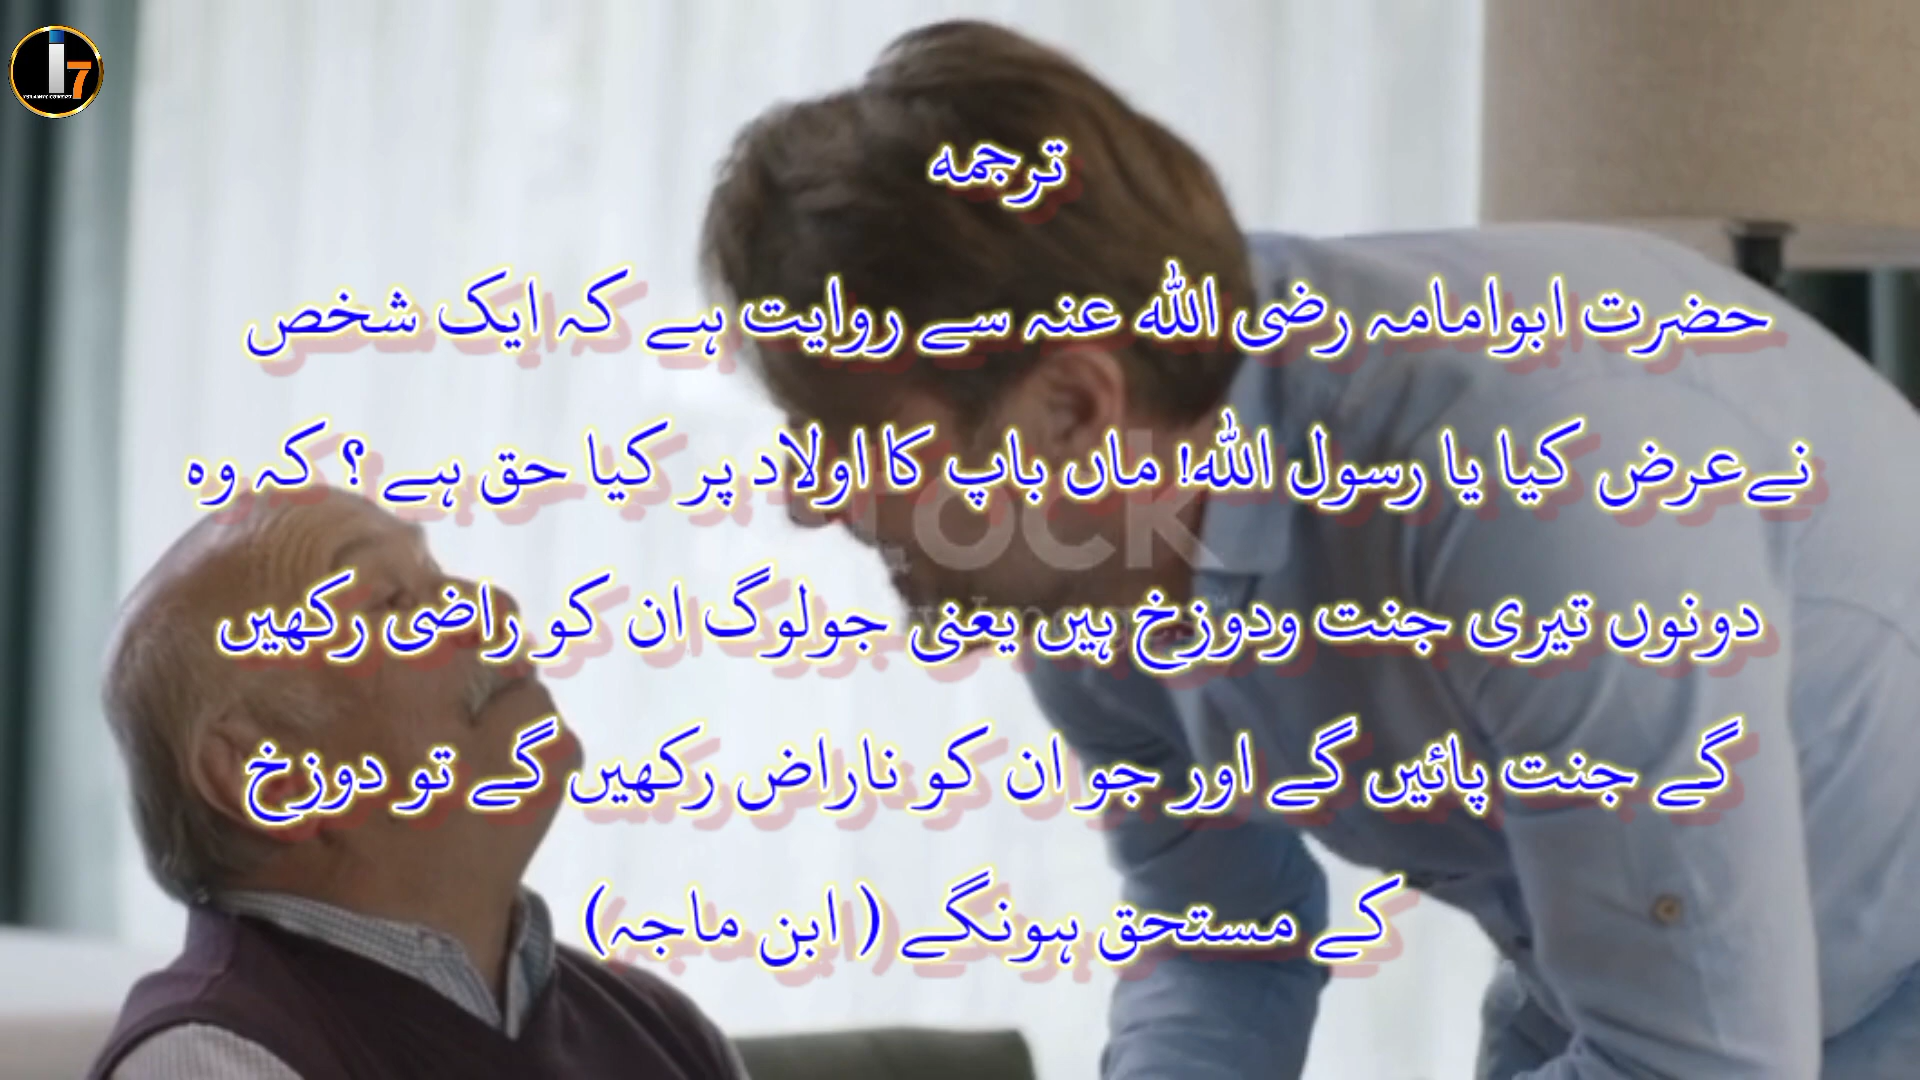 ترجمہ
حضرت ابوامامہ رضی اللہ عنہ سے روایت ہے کہ ایک شخص
نےعرض کیا یا رسول اللہ! ماں باپ کا اولاد پر کیا حق ہے ؟ کہ وہ
دونوں تیری جنت ودوزخ ہیں یعنی جولوگ ان کو راضی رکھیں
گے جنت پائیں گے اور جو ان کو ناراض رکھیں گے تو دوزخ
کے مستحق ہونگے ( ابن ماجہ)